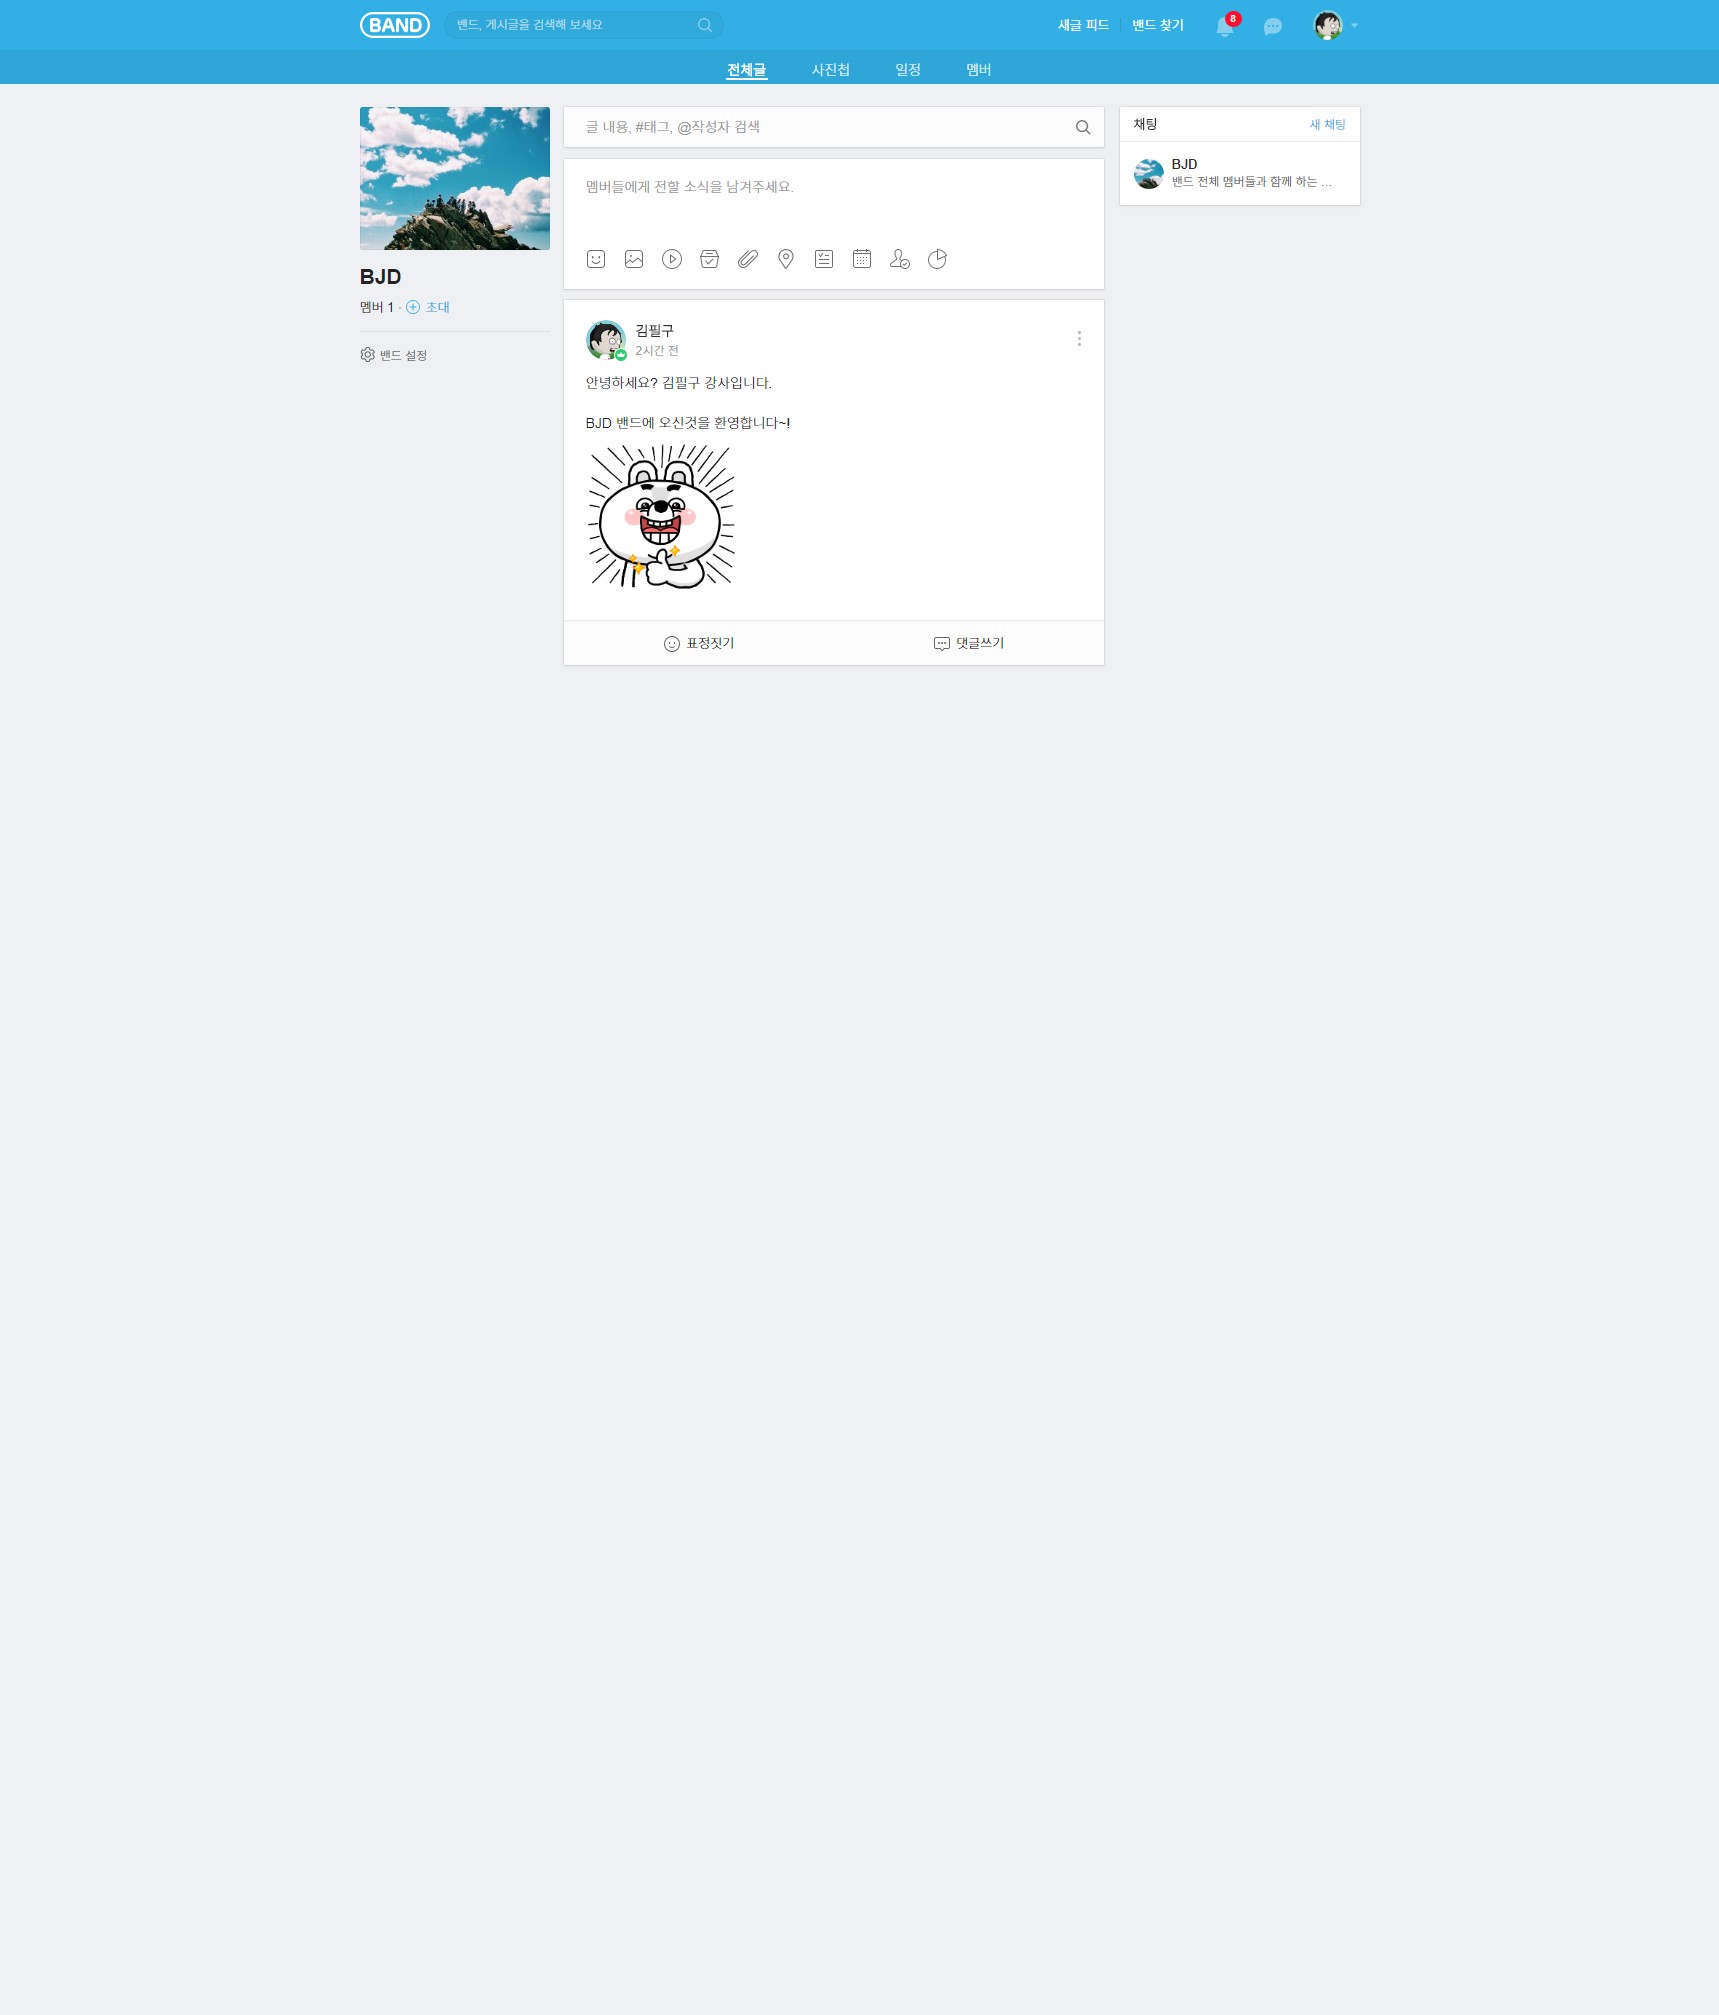 BAND
밴드, 게시글을 검색해 보세요
새글 피드
밴드 찾기
8
전체글
사진첩
일정
멤버
BJD
멤버 1 · 초대
밴드 설정
글 내용, #태그, @작성자 검색
멤버들에게 전할 소식을 남겨주세요.
김필구
2시간 전
안녕하세요? 김필구 강사입니다.
BJD 밴드에 오신것을 환영합니다~!
표정짓기
댓글쓰기
채팅
새 채팅
BJD
밴드 전체 멤버들과 함께 하는 ...